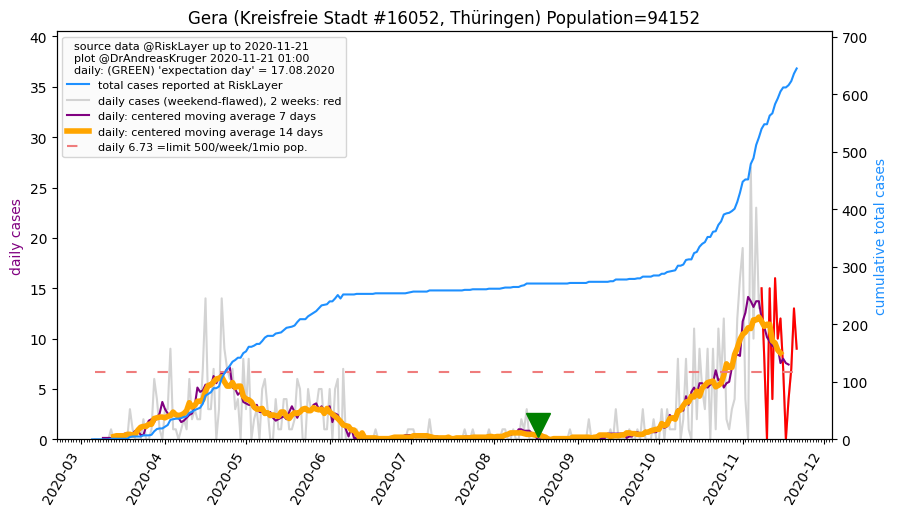 Gera (Kreisfreie Stadt #16052, Thüringen) Population=94152
source data @RiskLayer up to 2020-11-21
plot @DrAndreasKruger 2020-11-21 01:00
daily: (GREEN) 'expectation day' = 17.08.2020
total cases reported at RiskLayer
daily cases (weekend-flawed), 2 weeks: red
daily: centered moving average 7 days
daily: centered moving average 14 days
daily 6.73 =limit 500/week/1mio pop.
daily cases
40
35
30
25
20
15
10
5
0
cumulative total cases
700
600
500
400
300
200
100
0
2020-03
2020-04
2020-05
2020-06
2020-07
2020-08
2020-09
2020-10
2020-11
2020-12